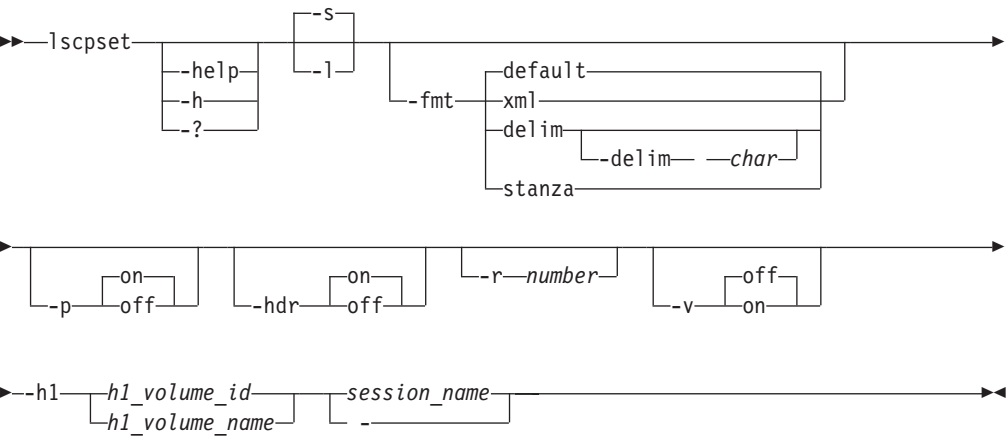 -s
lscpset
-help
-l
default
-h
-fmt
xml
-?
delim
-delim char
stanza
on
on
-r number
off
-p off
-hdr off
-v on
-h1 h1_volume_id session_name
h1_volume_name -